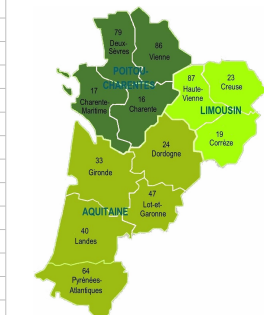 79
Deux-
Sèvres
86
Vienne
POITOU-
CHARENTES
17
Charente-
Maritime
16
Charente
87
Haute-
Vienne
23
Creuse
LIMOUSIN
19
Corrèze
24
Dordogne
33
Gironde
47
Lot-et-
Garonne
AQUITAINE
40
Landes
64
Pyrénées-
Atlantiques